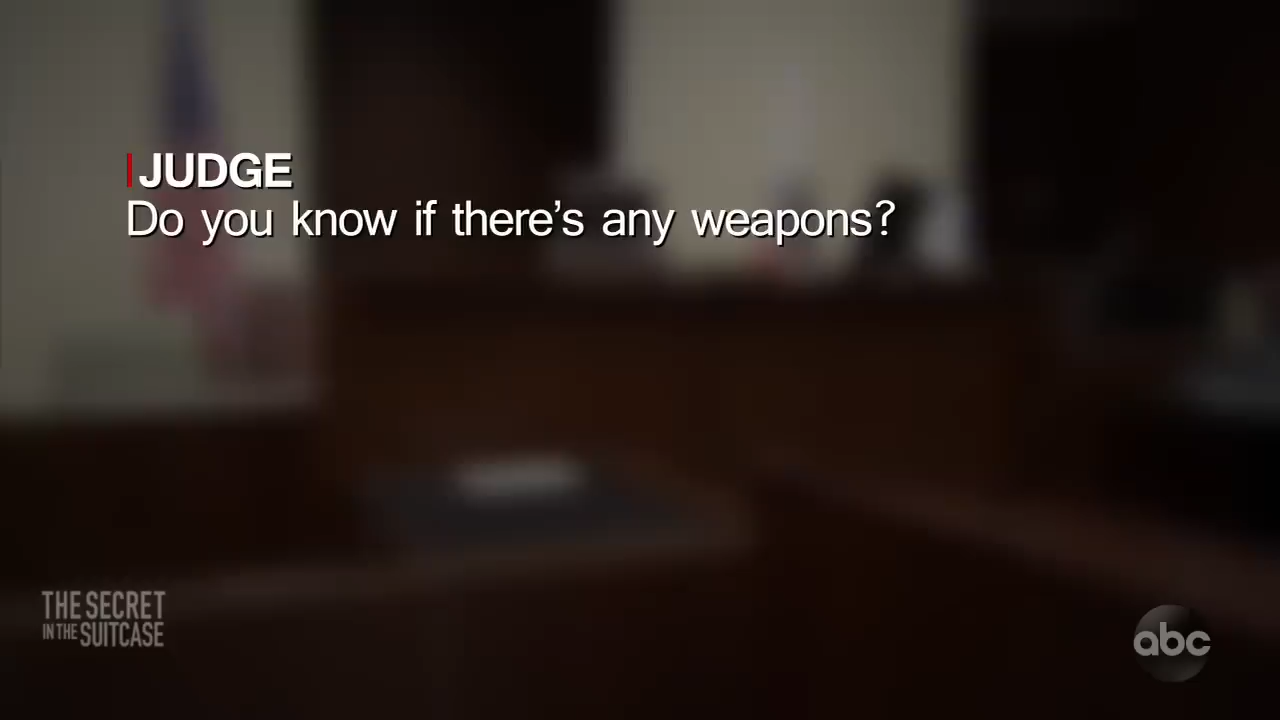 JUDGE
Do you know if there's any weapons?
THE SECRET
IN THE SUITCASE
abc